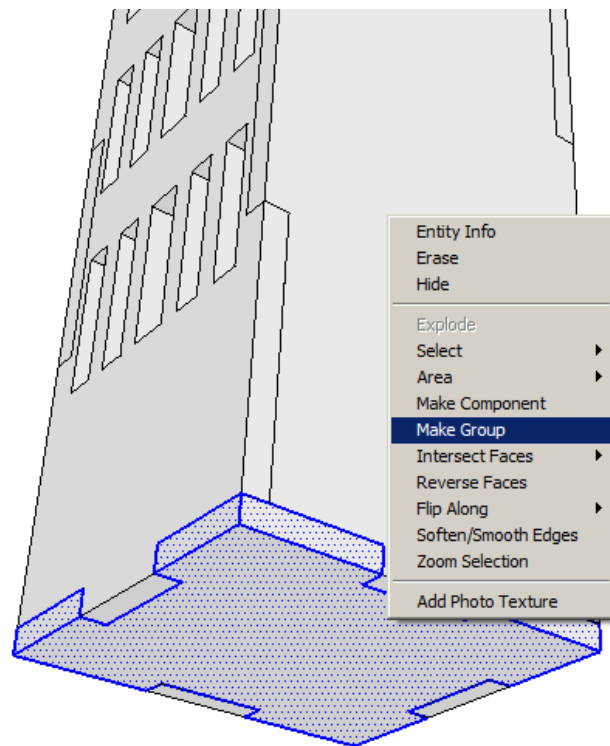 Entity Info
Erase
Hide
Explode
Select
Area
Make Component
Make Group
Intersect Faces
Reverse Faces
Flip Along
Soften/Smooth Edges
Zoom Selection
Add Photo Texture